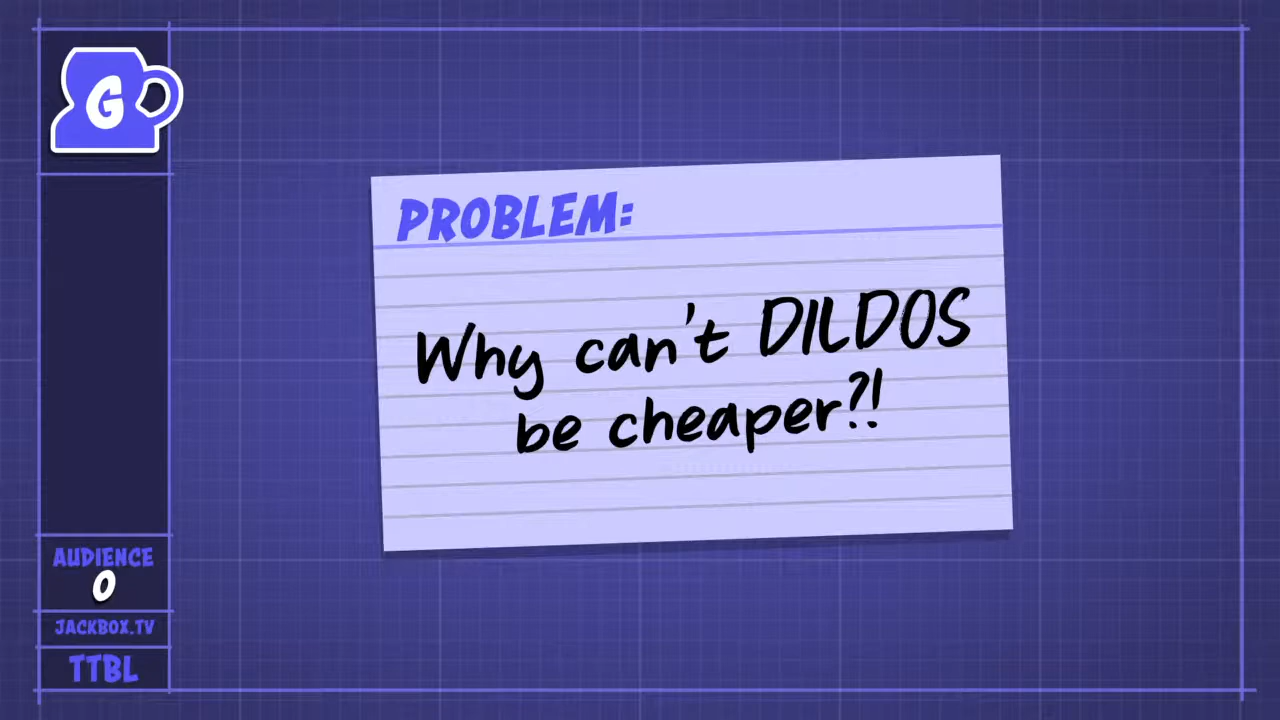 G
PROBLEM:
Why can't DILDOS
be cheaper?!
AUDIENCE
0
JACKBOX.TV
TTBL